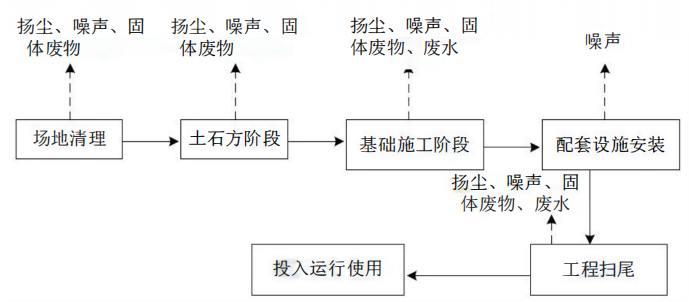 扬尘、噪声、固
体废物
扬尘、噪声、固
体废物
扬尘、噪声、固
体废物、废水
噪声
场地清理
土石方阶段
基础施工阶段
配套设施安装
扬尘、噪声、固
体废物、废水
投入运行使用
工程扫尾